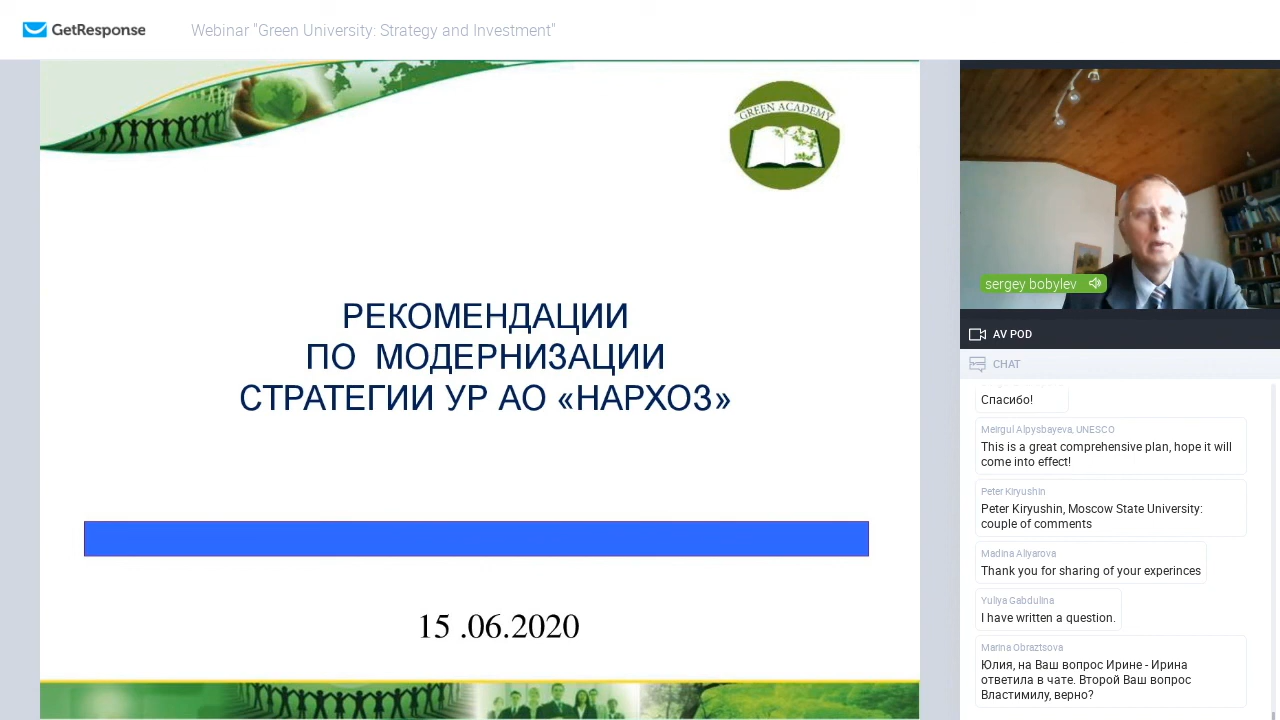 GetResponse
Webinar "Green University: Strategy and Investment"
GREEN ACADEMY
РЕКОМЕНДАЦИИ
ПО МОДЕРНИЗАЦИИ
СТРАТЕГИИ УР АО «НАРХОЗ»
15 .06.2020
sergey bobylev
AV POD
CHAT
Спасибо!
Meirgul Alpysbayeva, UNESCO
This is a great comprehensive plan, hope it will
come into effect!
Peter Kiryushin
Peter Kiryushin, Moscow State University:
couple of comments
Madina Aliyarova
Thank you for sharing of your experinces
Yuliya Gabdulina
I have written a question.
Marina Obraztsova
Юлия, на Ваш вопрос Ирине - Ирина
ответила в чате. Второй Ваш вопрос
Властимилу, верно?